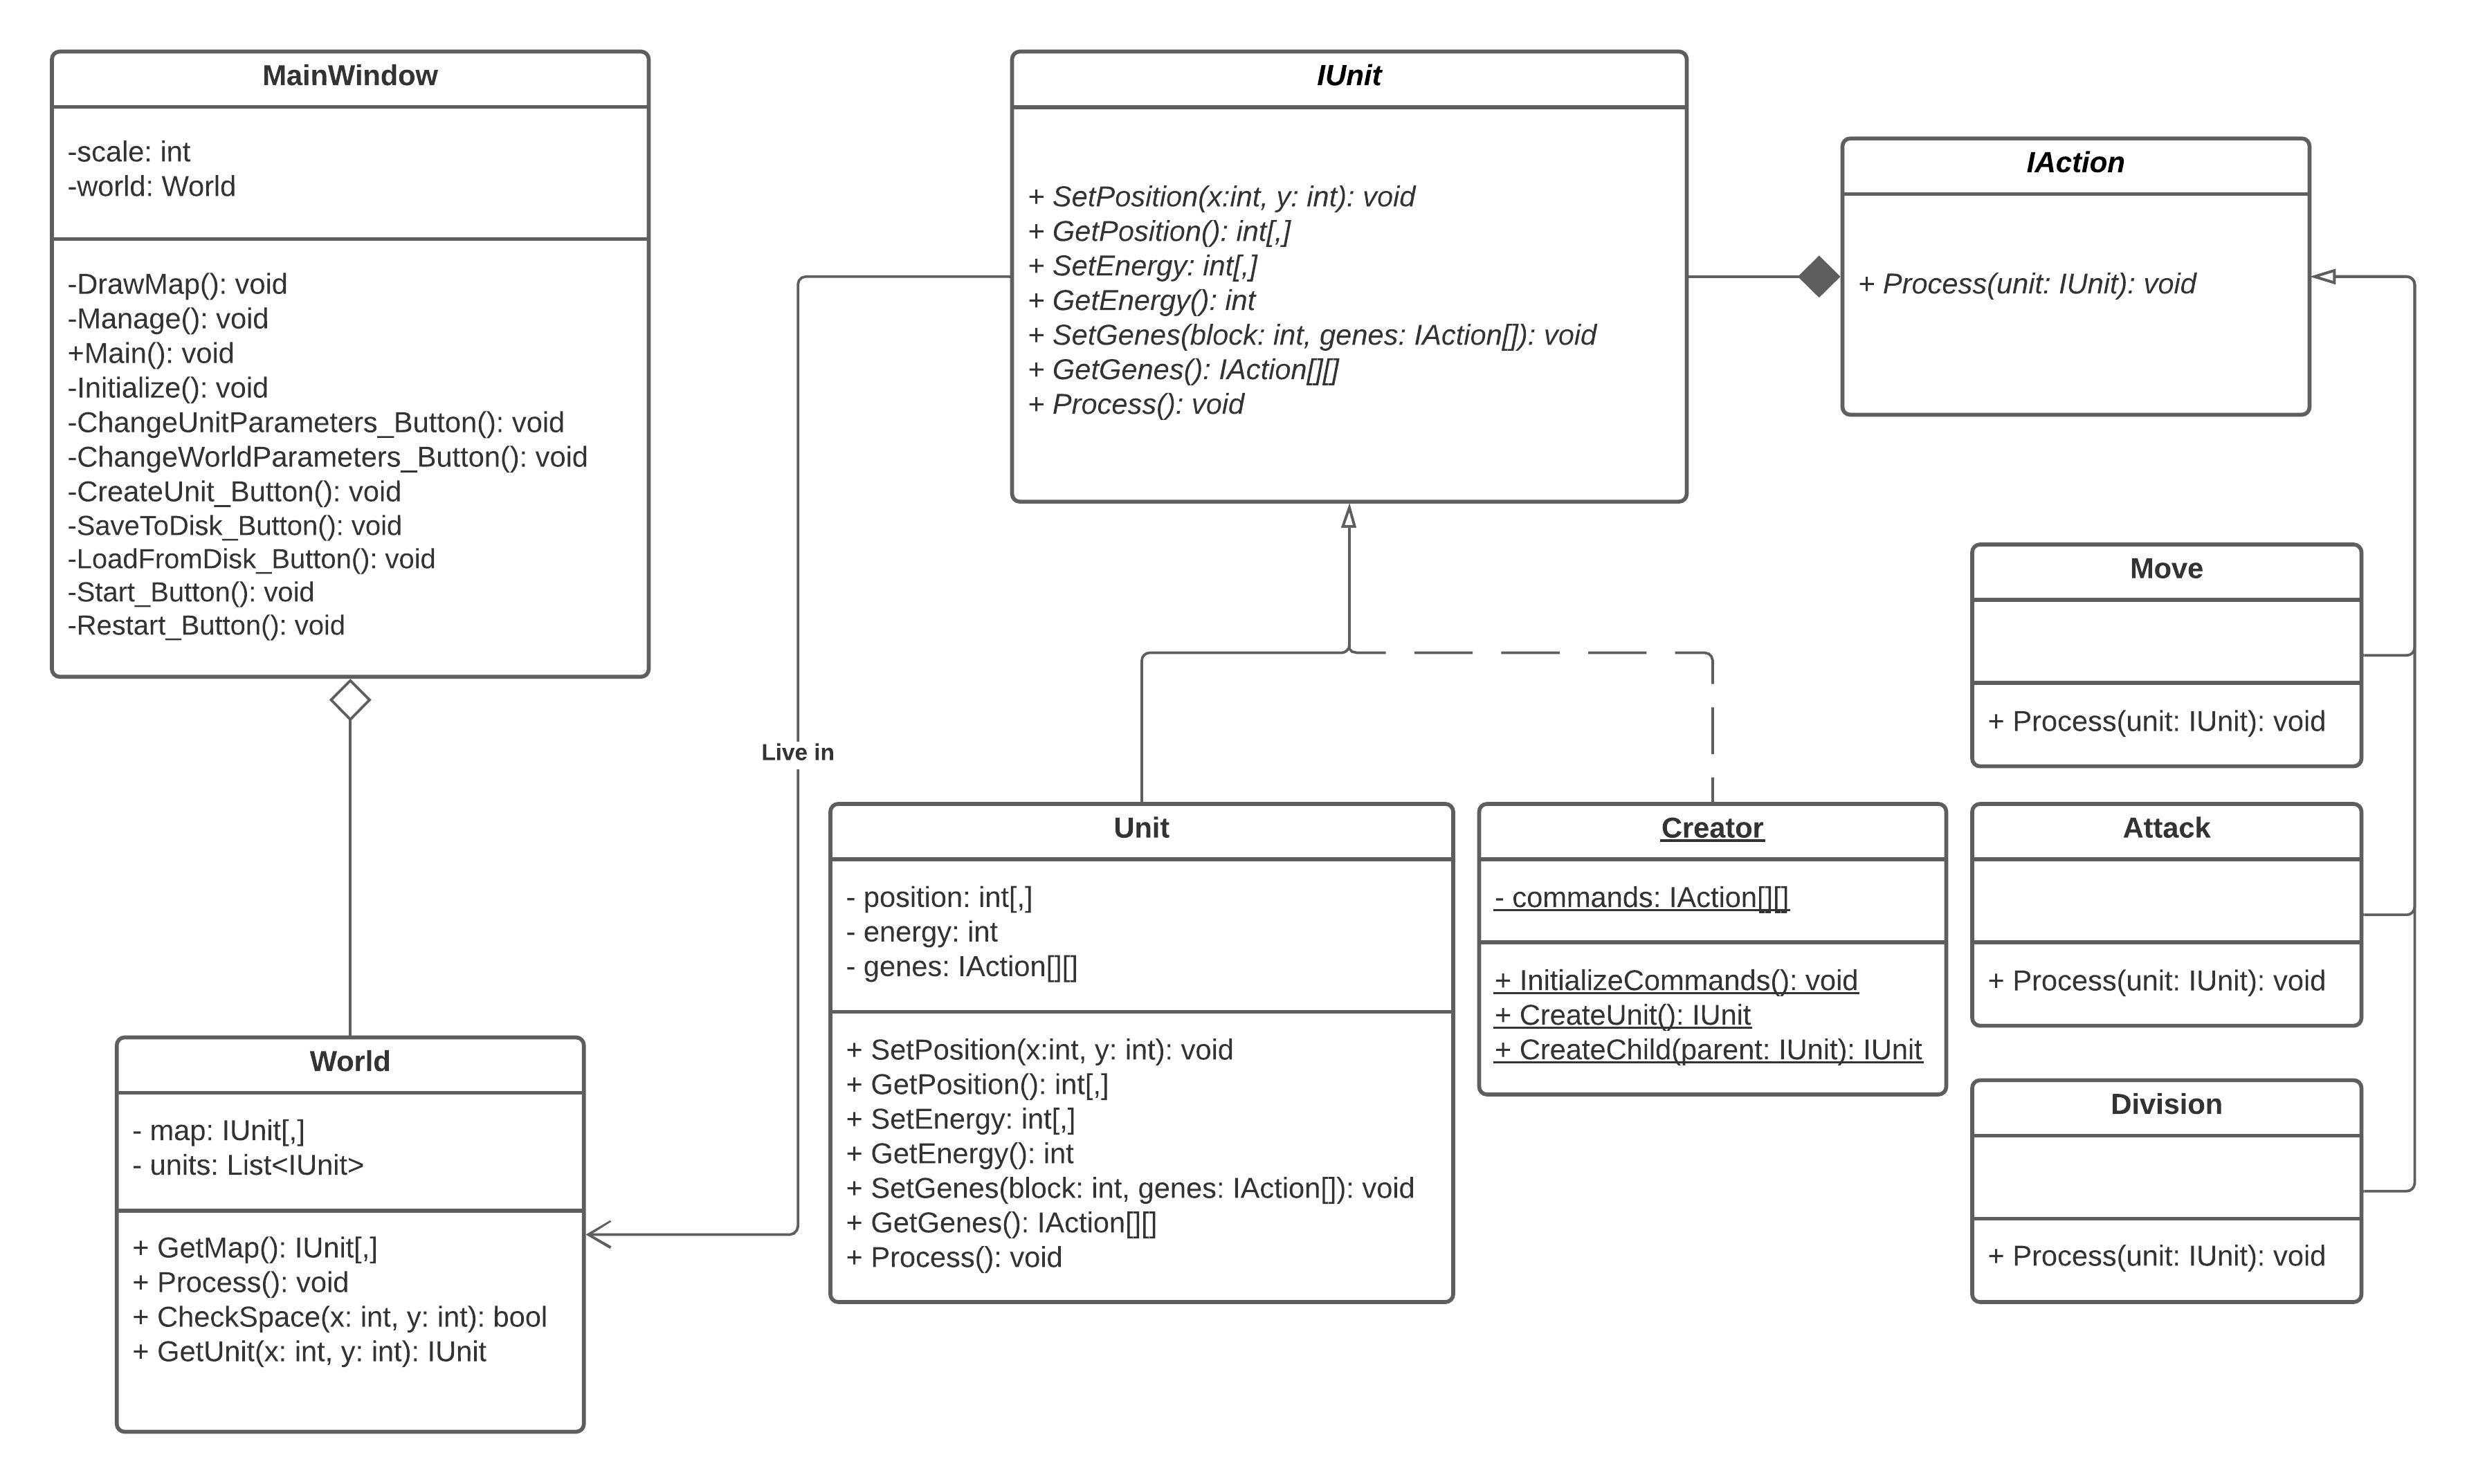 MainWindow
-scale: int
-world: World
-DrawMap(): void
-Manage(): void
+Main(): void
-Initialize(): void
-ChangeUnitParameters_Button(): void
-ChangeWorldParameters_Button(): void
-CreateUnit_Button(): void
-SaveToDisk_Button(): void
-LoadFromDisk_Button(): void
-Start_Button(): void
-Restart_Button(): void
IUnit
+ SetPosition(x:int, y: int): void
+ GetPosition(): int[,]
+ SetEnergy: int[,]
+ GetEnergy(): int
+ SetGenes(block: int, genes: IAction[]): void
+ GetGenes(): IAction[][]
+ Process(): void
IAction
+ Process(unit: IUnit): void
Live in
Move
+ Process(unit: IUnit): void
Unit
- position: int[,]
- energy: int
- genes: IAction[][]
+ SetPosition(x:int, y: int): void
+ GetPosition(): int[,]
+ SetEnergy: int[,]
+ GetEnergy(): int
+ SetGenes(block: int, genes: IAction[]): void
+ GetGenes(): IAction[][]
+ Process(): void
Creator
- commands: IAction[][]
+ InitializeCommands(): void
+ CreateUnit(): IUnit
+ CreateChild(parent: IUnit): IUnit
Attack
+ Process(unit: IUnit): void
Division
+ Process(unit: IUnit): void
World
- map: IUnit[,]
- units: List<IUnit>
+ GetMap(): IUnit[,]
+ Process(): void
+ CheckSpace(x: int, y: int): bool
+ GetUnit(x: int, y: int): IUnit